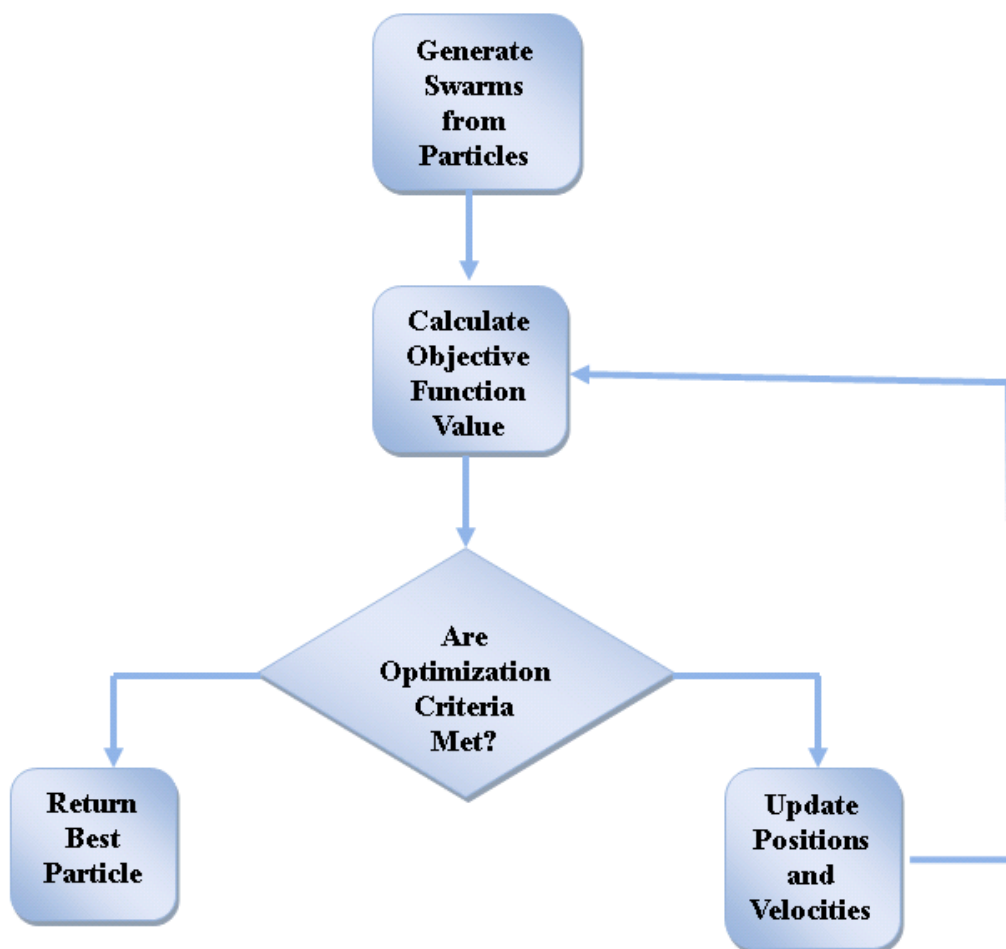 Generate
Swarms
from
Particles
Calculate
Objective
Function
Value
Are
Optimization
Criteria
Met?
Return
Best
Particle
Update
Positions
and
Velocities